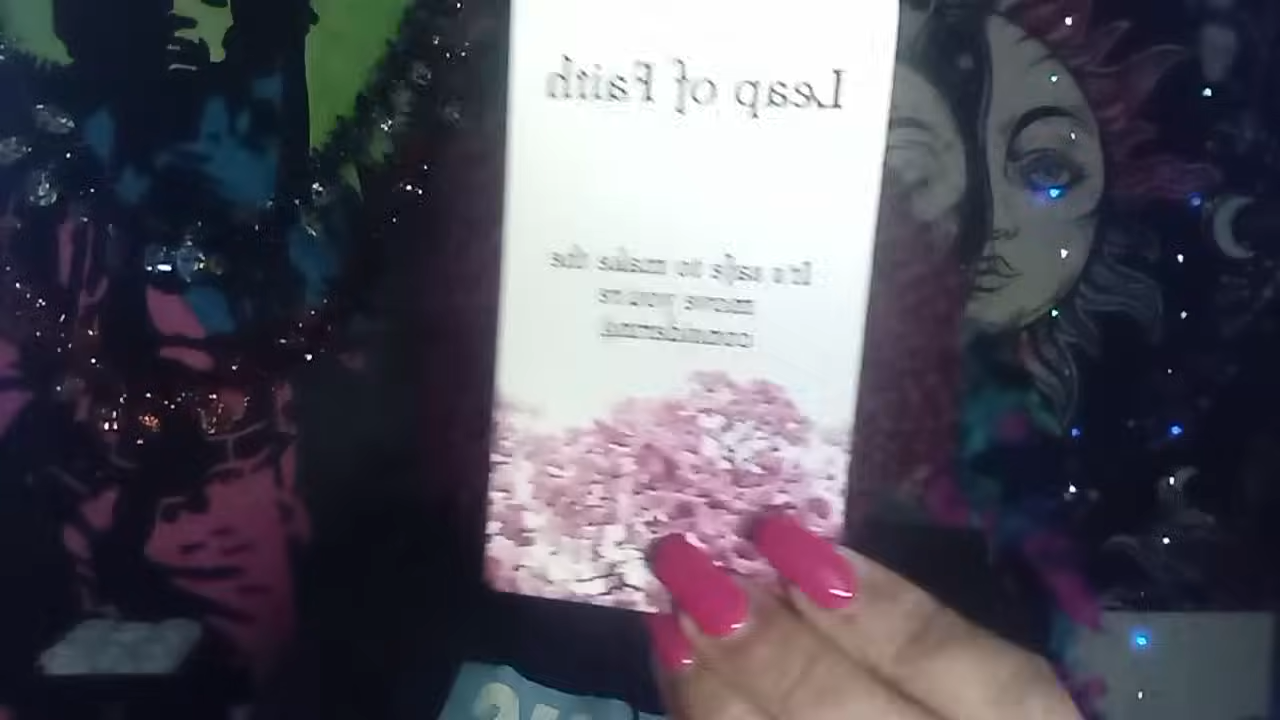 Leap of Faith
It's safe to make the
move you're
considering.